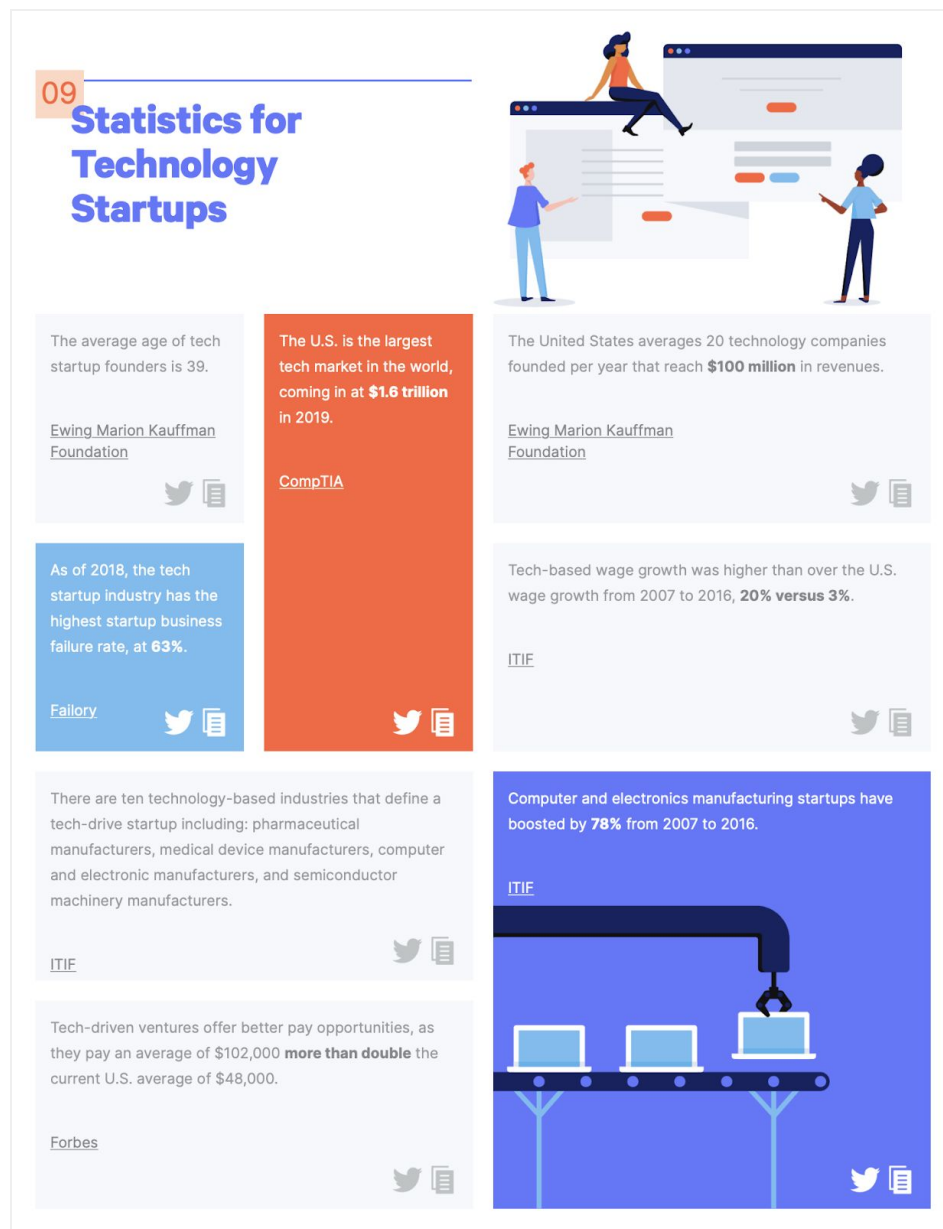 09
Statistics for
Technology
Startups
The average age of tech
startup founders is 39.
Ewing Marion Kauffman
Foundation
The U.S. is the largest
tech market in the world,
coming in at $1.6 trillion
in 2019.
CompTIA
The United States averages 20 technology companies
founded per year that reach $100 million in revenues.
Ewing Marion Kauffman
Foundation
As of 2018, the tech
startup industry has the
highest startup business
failure rate, at 63%.
Failory
Tech-based wage growth was higher than over the U.S.
wage growth from 2007 to 2016, 20% versus 3%.
ITIF
There are ten technology-based industries that define a
tech-drive startup including: pharmaceutical
manufacturers, medical device manufacturers, computer
and electronic manufacturers, and semiconductor
machinery manufacturers.
ITIF
Computer and electronics manufacturing startups have
boosted by 78% from 2007 to 2016.
ITIF
Tech-driven ventures offer better pay opportunities, as
they pay an average of $102,000 more than double the
current U.S. average of $48,000.
Forbes